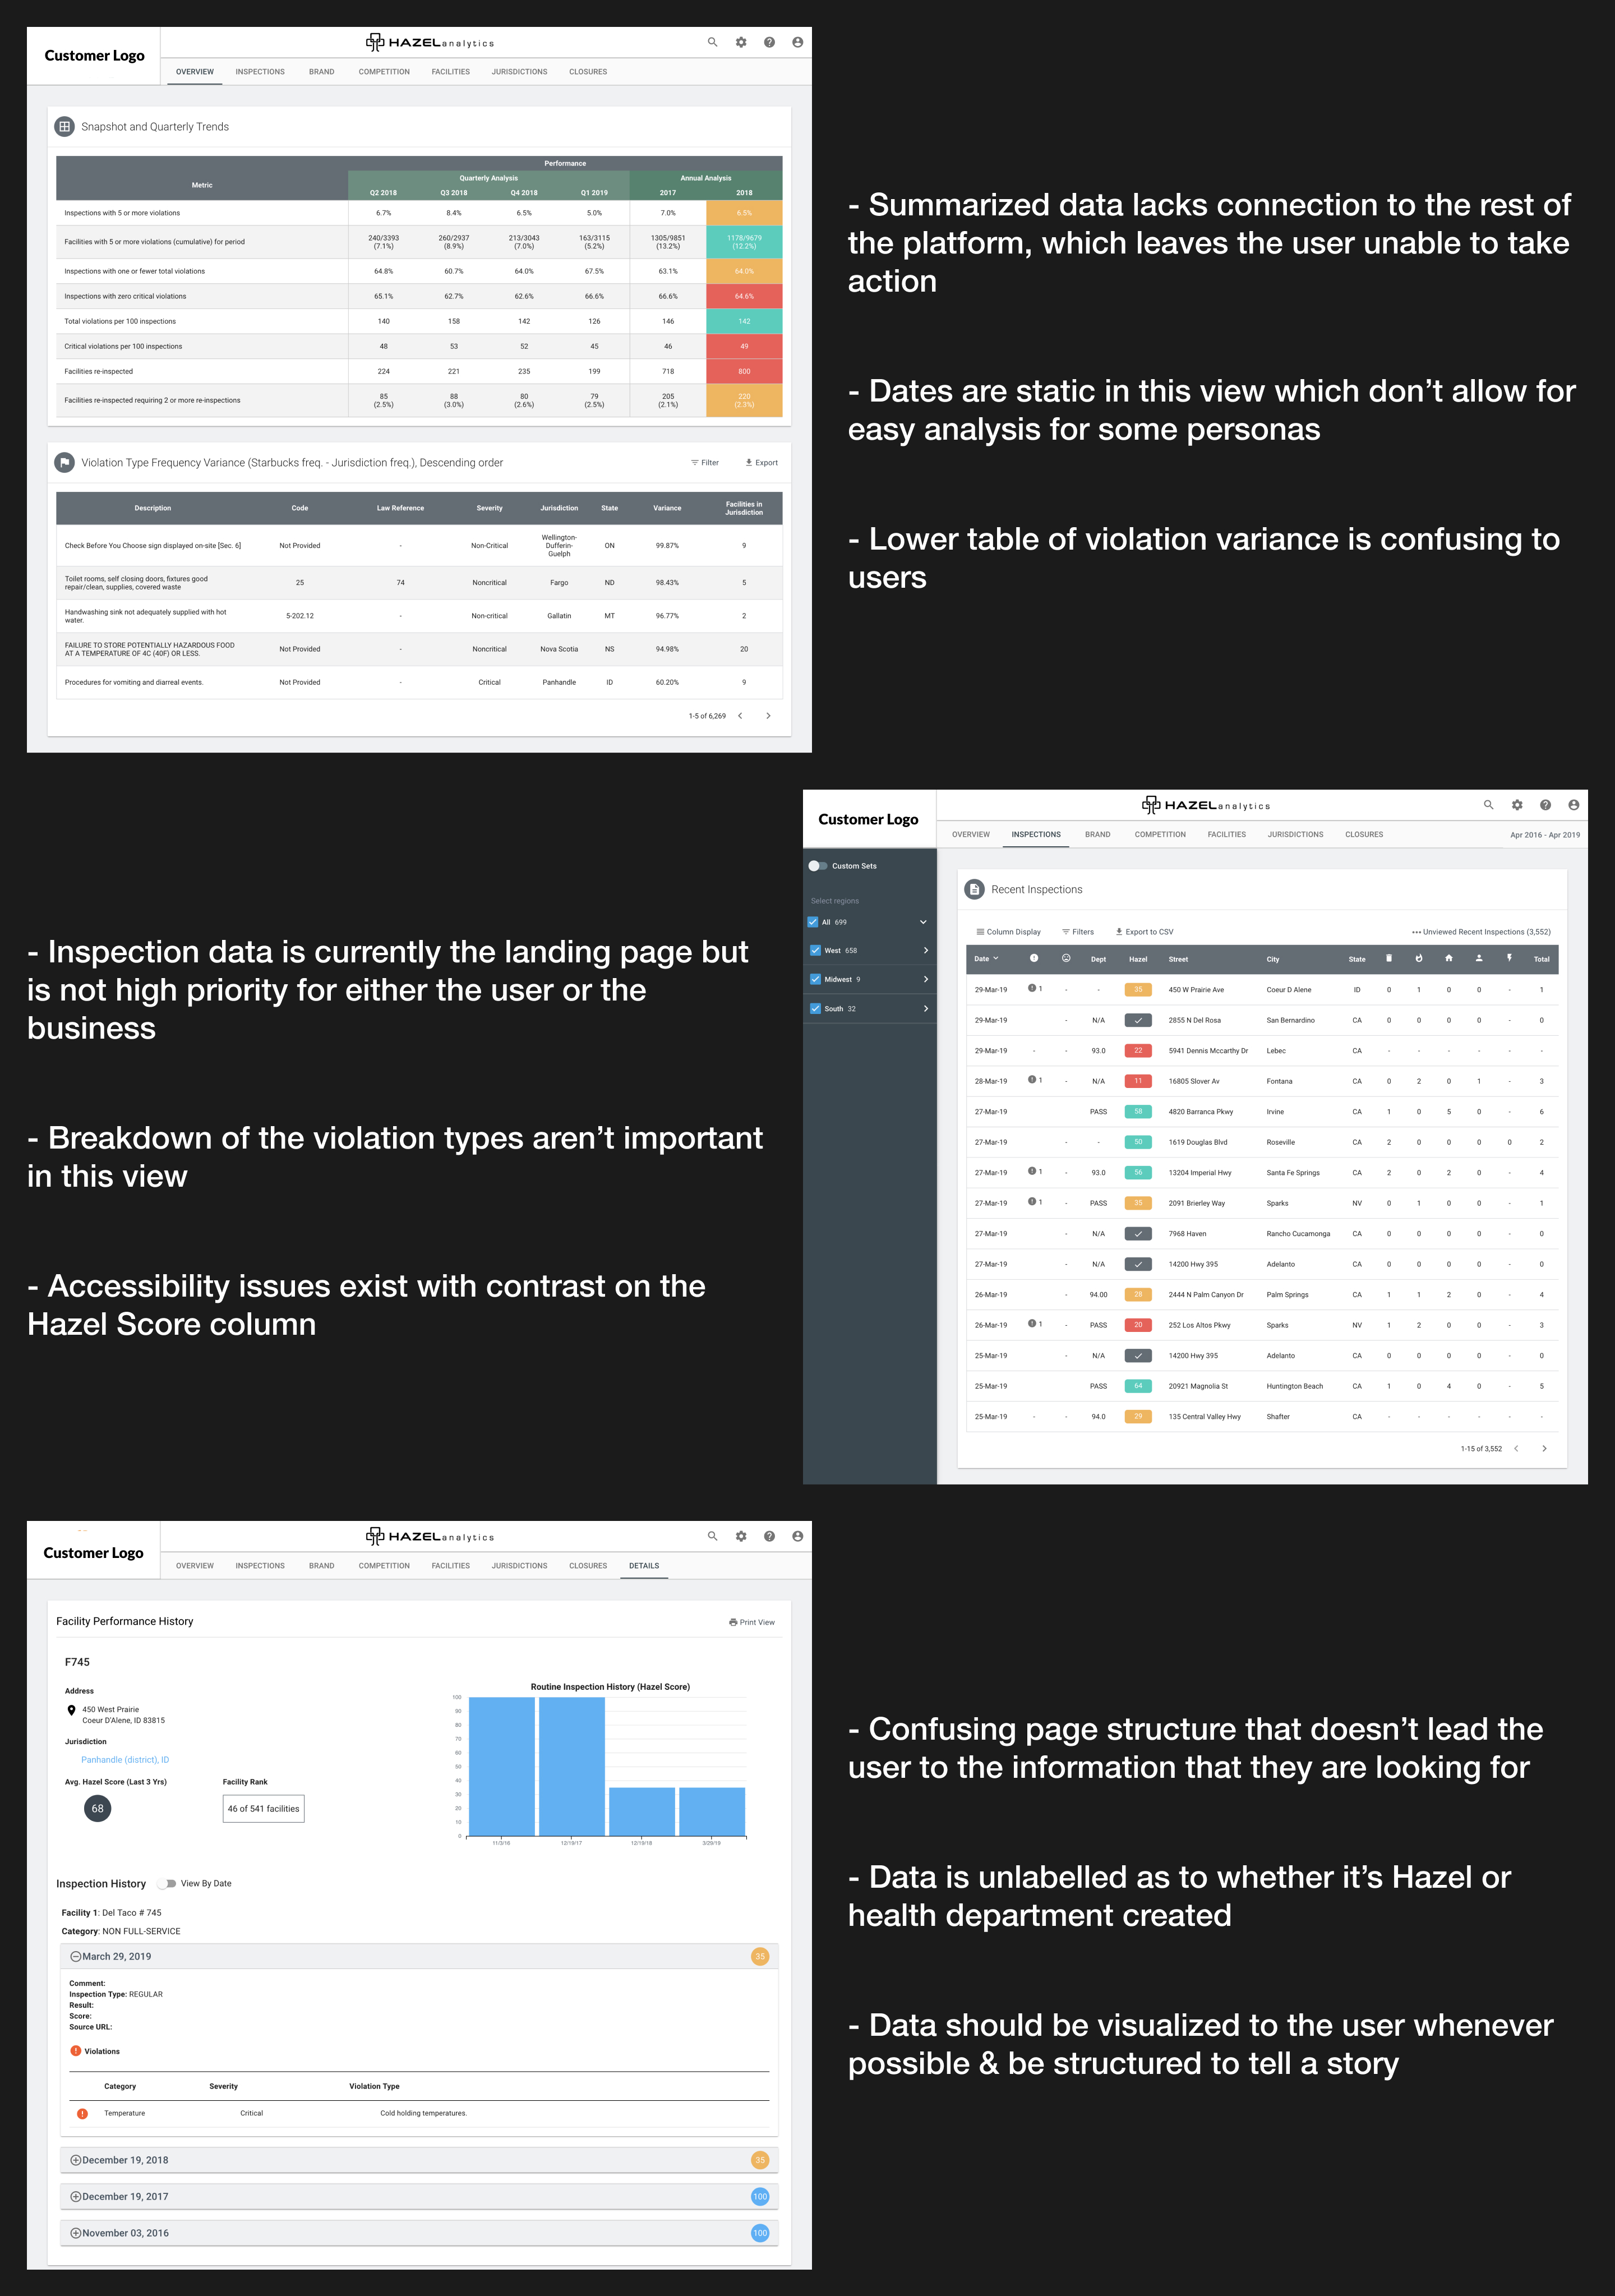 Customer Logo
HAZELanalytics
OVERVIEW INSPECTIONS BRAND COMPETITION FACILITIES JURISDICTIONS CLOSURES
Snapshot and Quarterly Trends
Performance
Metric
Quarterly Analysis Annual Analysis
Q2 2018 Q3 2018 Q4 2018 Q1 2019 2017 2018
Inspections with 5 or more violations 6.7% 8.4% 6.5% 5.0% 7.0% 6.5%
Facilities with 5 or more violations (cumulative) for period 240/3393 (7.1%) 260/2937 (8.9%) 213/3043 (7.0%) 163/3115 (5.2%) 1305/9851 (13.2%) 1178/9679 (12.2%)
Inspections with one or fewer total violations 64.8% 60.7% 64.0% 67.5% 63.1% 64.0%
Inspections with zero critical violations 65.1% 62.7% 62.6% 66.6% 66.6% 64.6%
Total violations per 100 inspections 140 158 142 126 146 142
Critical violations per 100 inspections 48 53 52 45 46 49
Facilities re-inspected 224 221 235 199 718 800
Facilities re-inspected requiring 2 or more re-inspections 85 (2.5%) 88 (3.0%) 80 (2.6%) 79 (2.5%) 205 (2.1%) 220 (2.3%)
Violation Type Frequency Variance (Starbucks freq. - Jurisdiction freq.), Descending order Filter Export
Description Code Law Reference Severity Jurisdiction State Variance Facilities in Jurisdiction
Check Before You Choose sign displayed on-site [Sec. 6] Not Provided - Non-Critical Wellington-Dufferin-Guelph ON 99.87% 9
Toilet rooms, self closing doors, fixtures good repair/clean, supplies, covered waste 25 74 Noncritical Fargo ND 98.43% 5
Handwashing sink not adequately supplied with hot water. 5-202.12 - Non-critical Gallatin MT 96.77% 2
FAILURE TO STORE POTENTIALLY HAZARDOUS FOOD AT A TEMPERATURE OF 4C (40F) OR LESS. Not Provided - Noncritical Nova Scotia NS 94.98% 20
Procedures for vomiting and diarreal events. Not Provided - Critical Panhandle ID 60.20% 9
1-5 of 6,269
- Summarized data lacks connection to the rest of
the platform, which leaves the user unable to take
action
- Dates are static in this view which don't allow for
easy analysis for some personas
- Lower table of violation variance is confusing to
users
- Inspection data is currently the landing page but
is not high priority for either the user or the
business
- Breakdown of the violation types aren't important
in this view
- Accessibility issues exist with contrast on the
Hazel Score column
Customer Logo
HAZELanalytics
OVERVIEW INSPECTIONS BRAND COMPETITION FACILITIES JURISDICTIONS CLOSURES Apr 2016 - Apr 2019
Custom Sets
Select regions
All 699
West 658
Midwest 9
South 32
Recent Inspections
Column Display Filters Export to CSV ••• Unviewed Recent Inspections (3,552)
Date Dept Hazel Street City State Total
29-Mar-19 1 - - 35 450 W Prairie Ave Coeur D Alene ID 0 1 0 0 - 1
29-Mar-19 - N/A 2855 N Del Rosa San Bernardino CA 0 0 0 0 - 0
29-Mar-19 - - 93.0 22 5941 Dennis Mccarthy Dr Lebec CA - - - - - -
28-Mar-19 1 - N/A 11 16805 Slover Av Fontana CA 0 2 0 1 - 3
27-Mar-19 PASS 58 4820 Barranca Pkwy Irvine CA 1 0 5 0 - 6
27-Mar-19 - - 50 1619 Douglas Blvd Roseville CA 2 0 0 0 0 2
27-Mar-19 1 - 93.0 56 13204 Imperial Hwy Santa Fe Springs CA 2 0 2 0 - 4
27-Mar-19 1 - PASS 35 2091 Brierley Way Sparks NV 0 1 0 0 - 1
27-Mar-19 - N/A 7968 Haven Rancho Cucamonga CA 0 0 0 0 - 0
27-Mar-19 - N/A 14200 Hwy 395 Adelanto CA 0 0 0 0 - 0
26-Mar-19 - 94.00 28 2444 N Palm Canyon Dr Palm Springs CA 1 1 2 0 - 4
26-Mar-19 1 - PASS 20 252 Los Altos Pkwy Sparks NV 1 2 0 0 - 3
25-Mar-19 - N/A 14200 Hwy 395 Adelanto CA 0 0 0 0 - 0
25-Mar-19 PASS 64 20921 Magnolia St Huntington Beach CA 1 0 4 0 - 5
25-Mar-19 - - 94.0 29 135 Central Valley Hwy Shafter CA - - - - - -
1-15 of 3,552
Customer Logo
HAZELanalytics
OVERVIEW INSPECTIONS BRAND COMPETITION FACILITIES JURISDICTIONS CLOSURES DETAILS
Facility Performance History Print View
F745
Address
450 West Prairie
Coeur D'Alene, ID 83815
Jurisdiction
Panhandle (district), ID
Avg. Hazel Score (Last 3 Yrs) Facility Rank
68 46 of 541 facilities
Routine Inspection History (Hazel Score)
100
90
80
70
60
50
40
30
20
10
0
11/3/16 12/19/17 12/19/18 3/29/19
Inspection History View By Date
Facility 1: Del Taco # 745
Category: NON FULL-SERVICE
March 29, 2019 35
Comment:
Inspection Type: REGULAR
Result:
Score:
Source URL:
Violations
Category Severity Violation Type
Temperature Critical Cold holding temperatures.
December 19, 2018 35
December 19, 2017 100
November 03, 2016 100
- Confusing page structure that doesn't lead the
user to the information that they are looking for
- Data is unlabelled as to whether it's Hazel or
health department created
- Data should be visualized to the user whenever
possible & be structured to tell a story